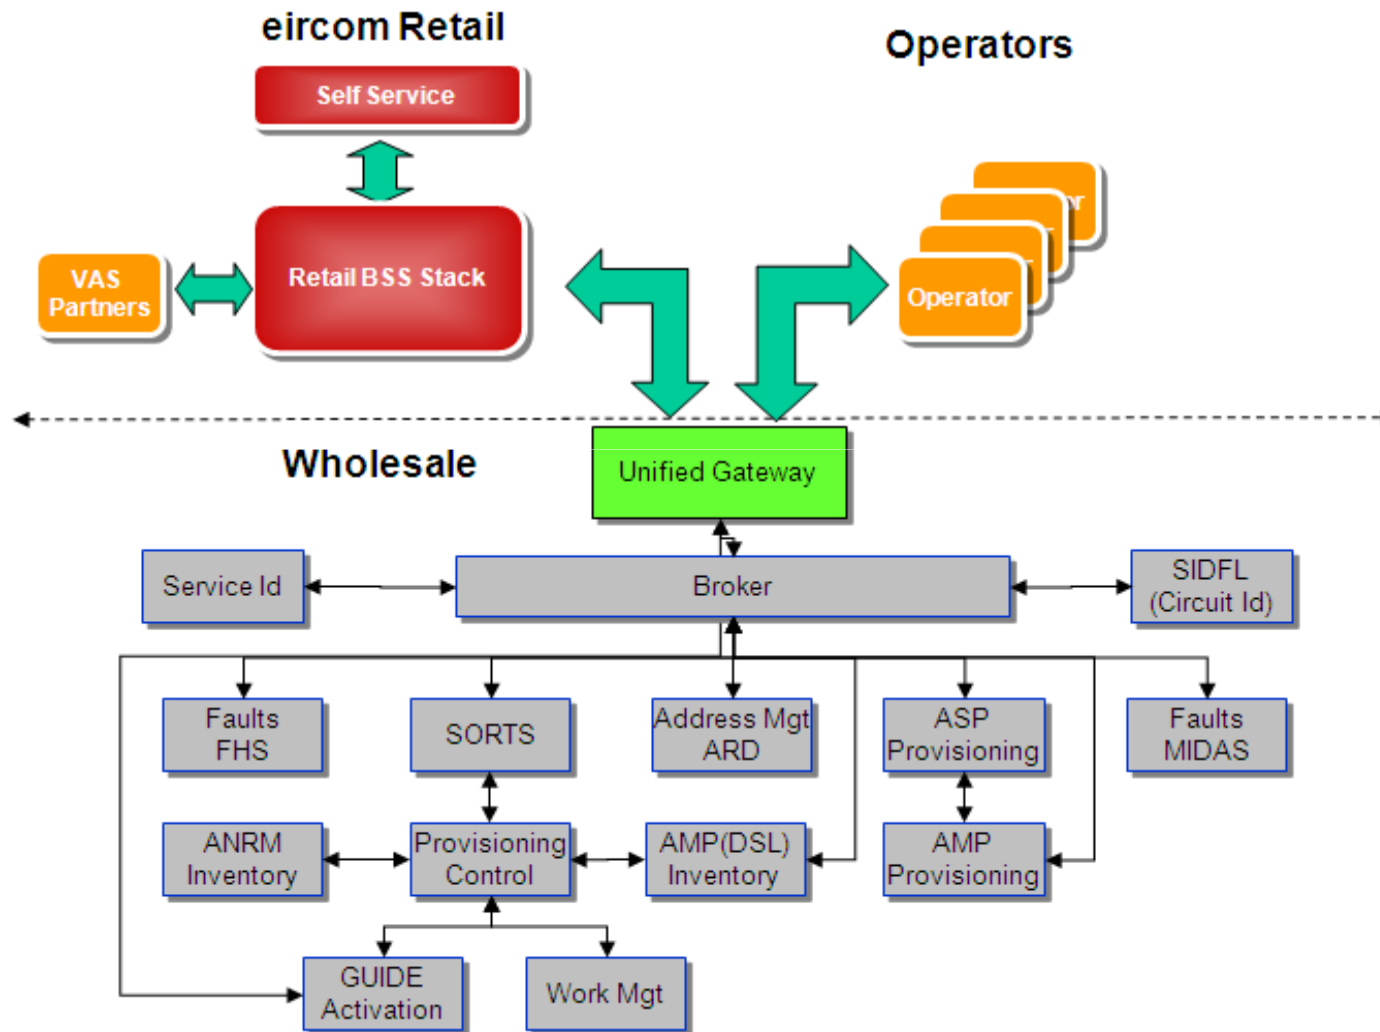 eircom Retail
Operators
Self Service
Retail BSS Stack
VAS
Partners
Operator
Wholesale
Unified Gateway
Service Id
Broker
SIDFL
(Circuit Id)
Faults
FHS
SORTS
Address Mgt
ARD
ASP
Provisioning
Faults
MIDAS
ANRM
Inventory
Provisioning
Control
AMP(DSL)
Inventory
AMP
Provisioning
GUIDE
Activation
Work Mgt